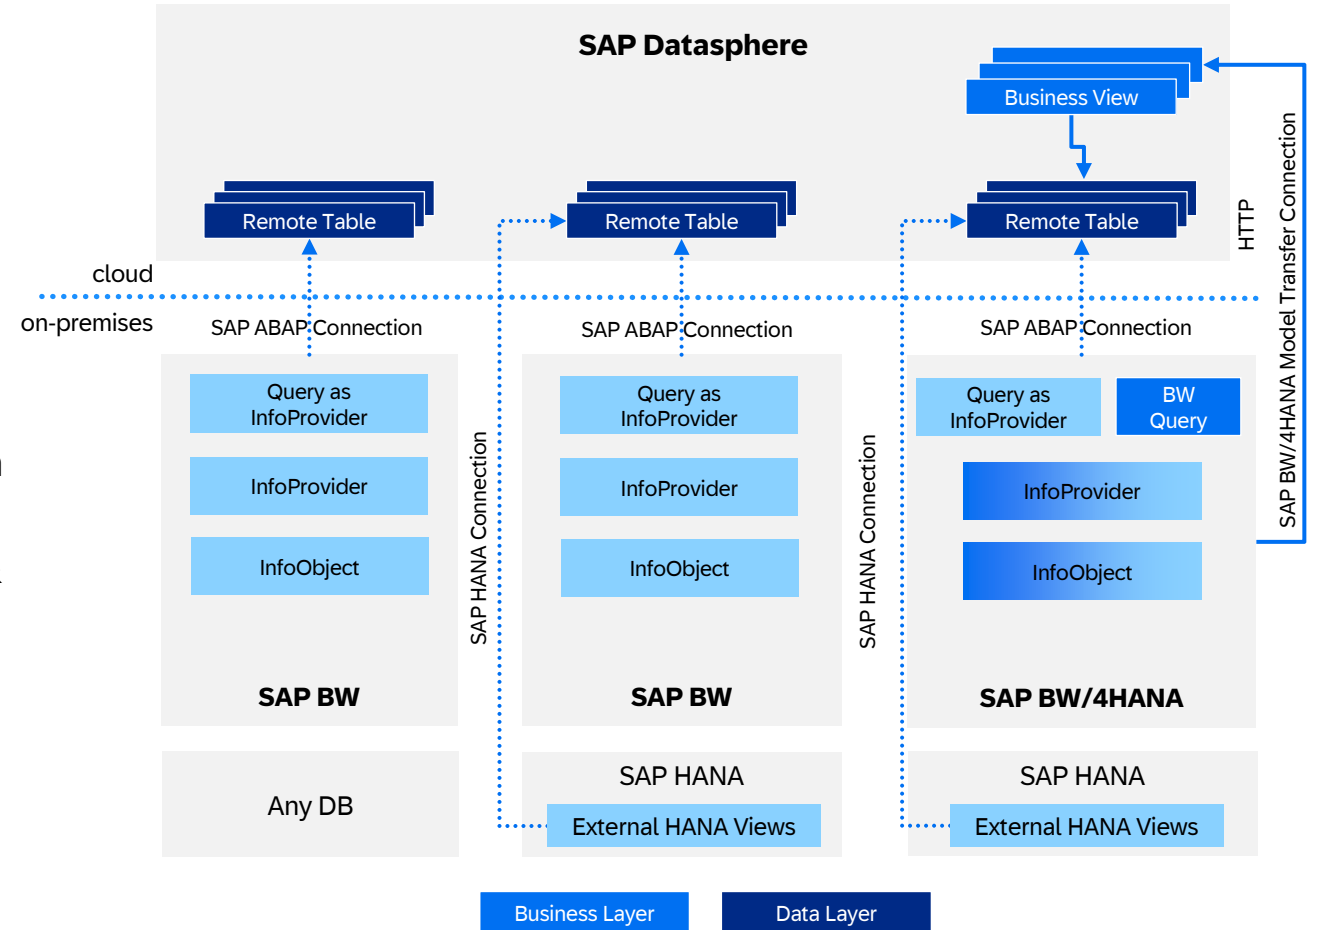 SAP Datasphere
Business View
Remote Table
Remote Table
Remote Table
HTTP
SAP BW/4HANA Model Transfer Connection
cloud
on-premises
SAP ABAP Connection
SAP ABAP Connection
SAP ABAP Connection
Query as
InfoProvider
InfoProvider
InfoObject
SAP BW
Any DB
SAP HANA Connection
Query as
InfoProvider
InfoProvider
InfoObject
SAP BW
SAP HANA
External HANA Views
SAP HANA Connection
Query as
InfoProvider
BW
Query
InfoProvider
InfoObject
SAP BW/4HANA
SAP HANA
External HANA Views
Business Layer
Data Layer